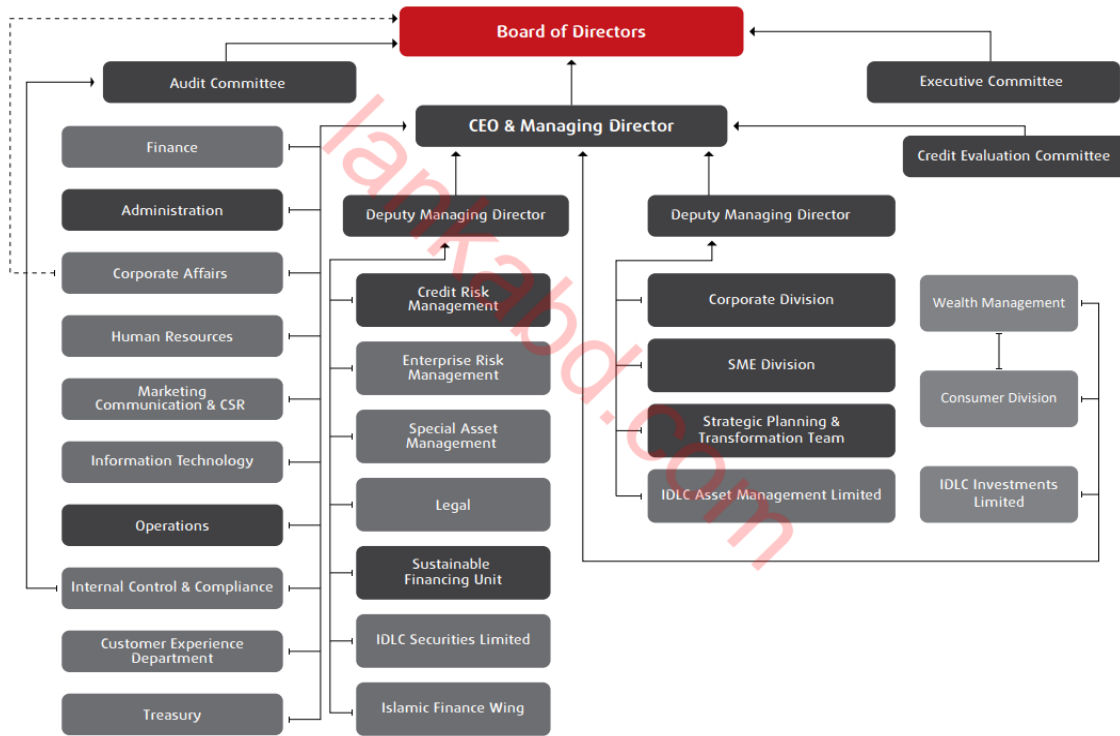 Board of Directors
Audit Committee
Executive Committee
CEO & Managing Director
Credit Evaluation Committee
Finance
Administration
Corporate Affairs
Human Resources
Marketing
Communication & CSR
Information Technology
Operations
Internal Control & Compliance
Customer Experience
Department
Treasury
Deputy Managing Director
Credit Risk
Management
Enterprise Risk
Management
Special Asset
Management
Legal
Sustainable
Financing Unit
IDLC Securities Limited
Islamic Finance Wing
Deputy Managing Director
Corporate Division
SME Division
Strategic Planning &
Transformation Team
IDLC Asset Management Limited
Wealth Management
Consumer Division
IDLC Investments
Limited
lankabd.com